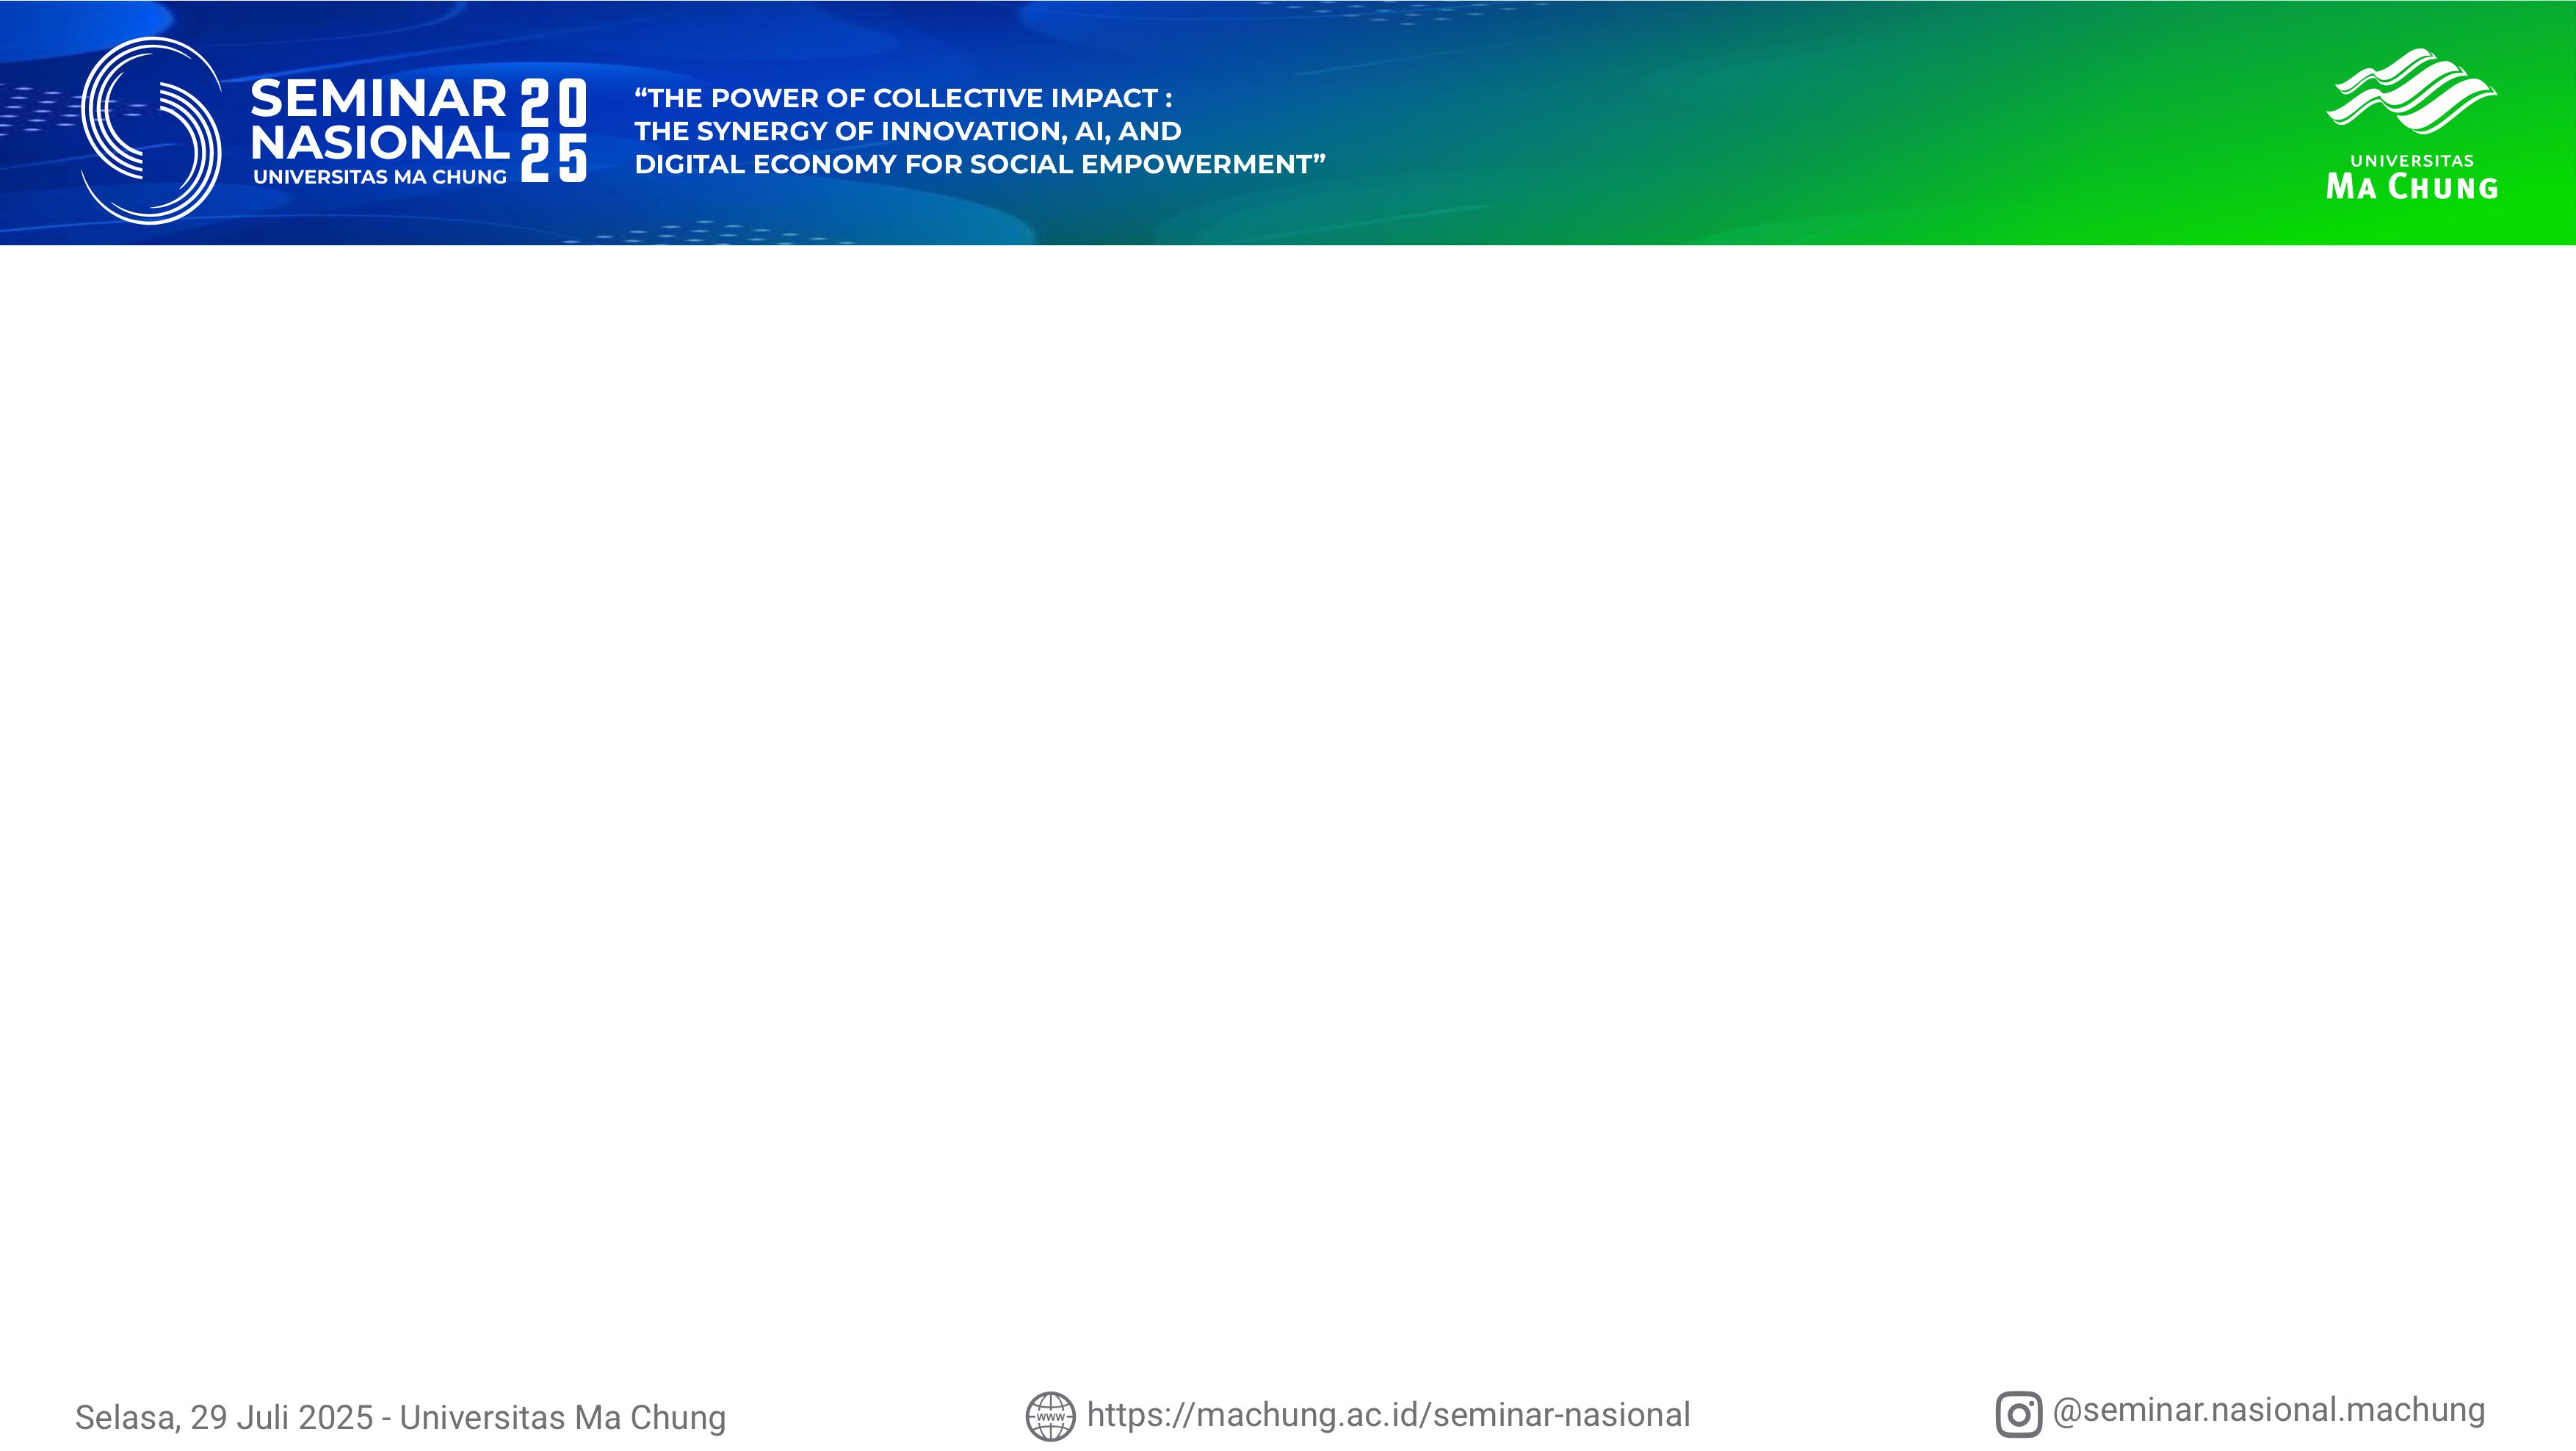 SEMINAR
NASIONAL
UNIVERSITAS MA CHUNG
20
25
“THE POWER OF COLLECTIVE IMPACT :
THE SYNERGY OF INNOVATION, AI, AND
DIGITAL ECONOMY FOR SOCIAL EMPOWERMENT”
UNIVERSITAS
MA CHUNG
Selasa, 29 Juli 2025 - Universitas Ma Chung
www
https://machung.ac.id/seminar-nasional
@seminar.nasional.machung